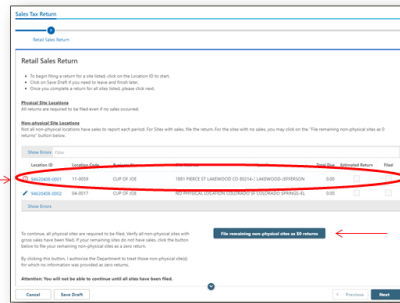 Sales Tax Return
Retail Sales Return
Retail Sales Return
• To begin filing a return for a site listed click on the Location ID to start.
• Click on Save Draft if you need to leave and finish later.
• Once you complete a return for all sites listed, please click next.
Physical Site Locations
All returns are required to be filed even if no sales occurred.
Non-physical Site Locations
Not all non-physical locations have sales to report each period. For Sites with sales, file the return. For the sites with no sales, you may click on the "File remaining non-physical sites as 0
returns" button below.
Show Errors
Location ID Location Code Total Due Estimated Return Filed
11-0009 CUP OF JOE LAKEWOOD-JEFFERSON 0.00
04-0017 CUP OF JOE NO PHYSICAL LOCATION COLORADO 0.00
Show Errors
To continue, all physical sites are required to be filed. Verify all non-physical sites with
gross sales have been filed. If your remaining sites do not have sales, click the button
below to file your remaining non-physical sites as a zero return.
File remaining non-physical sites as $0 returns
By clicking this button, I authorize the Department to treat those non-physical site(s)
for which no information was provided as zero returns.
Attention: You will not be able to continue until all sites have been filed.
Cancel Save Draft Previous Next